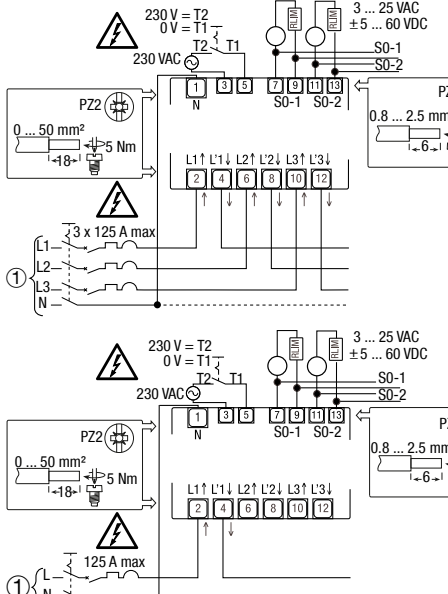 230 V = T2
0 V = T1
T2 T1
230 VAC
RLIM RLIM
3 ... 25 VAC
± 5 ... 60 VDC
S0-1
S0-2
1 3 5 7 9 11 13
N S0-1 S0-2
PZ2
0 ... 50 mm²
5 Nm
18
0.8 ... 2.5 mm
6
L1↑ L'1↓ L2↑ L'2↓ L3↑ L'3↓
2 4 6 8 10 12
3 x 125 A max
1
L1
L2
L3
N
230 V = T2
0 V = T1
T2 T1
230 VAC
RLIM RLIM
3 ... 25 VAC
± 5 ... 60 VDC
S0-1
S0-2
1 3 5 7 9 11 13
N S0-1 S0-2
PZ2
0 ... 50 mm²
5 Nm
18
0.8 ... 2.5 mm
6
L1↑ L'1↓ L2↑ L'2↓ L3↑ L'3↓
2 4 6 8 10 12
125 A max
1
L
N